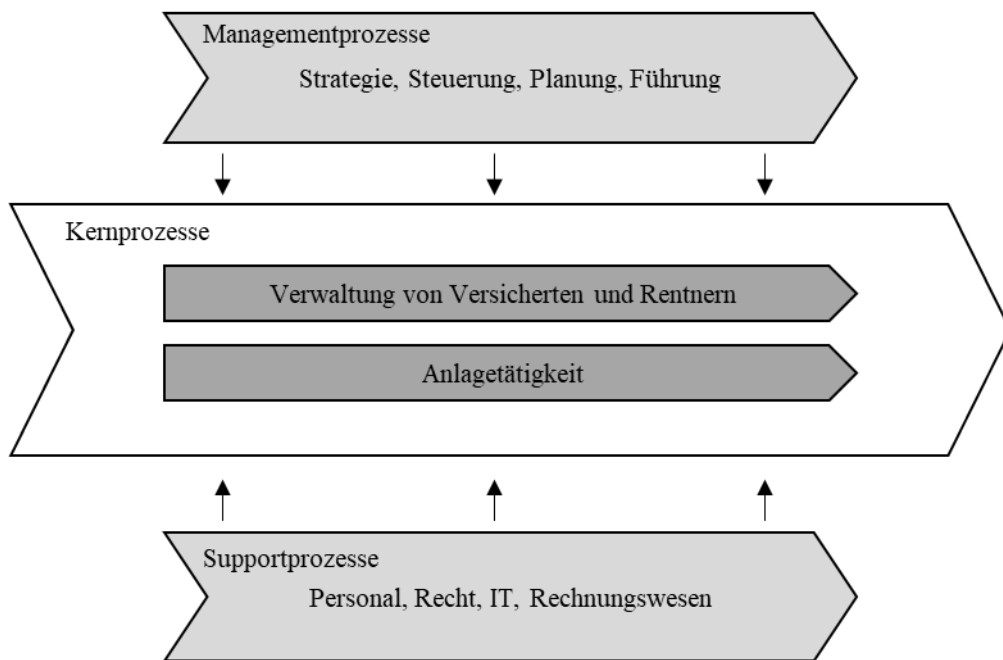 Managementprozesse
Strategie, Steuerung, Planung, Führung
Kernprozesse
Verwaltung von Versicherten und Rentnern
Anlagetätigkeit
Supportprozesse
Personal, Recht, IT, Rechnungswesen